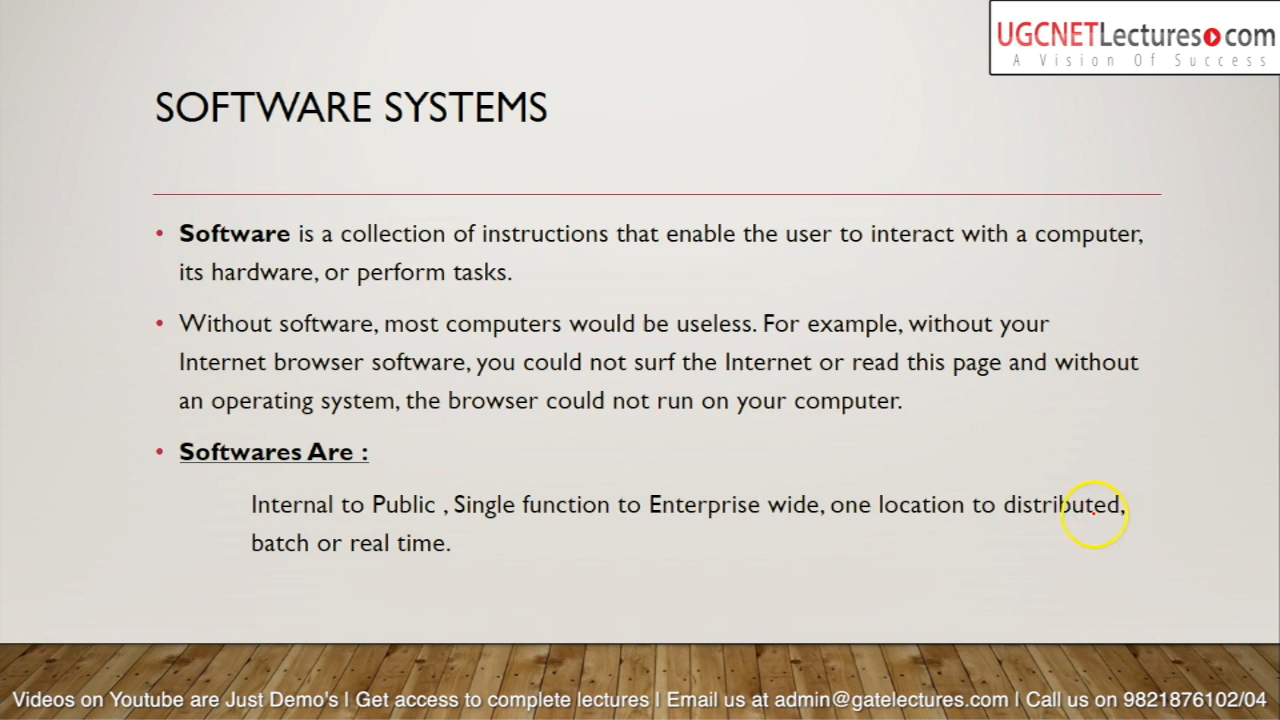 UGCNETLectures.com
A Vision Of Success
SOFTWARE SYSTEMS
• Software is a collection of instructions that enable the user to interact with a computer,
its hardware, or perform tasks.
• Without software, most computers would be useless. For example, without your
Internet browser software, you could not surf the Internet or read this page and without
an operating system, the browser could not run on your computer.
• Softwares Are :
Internal to Public , Single function to Enterprise wide, one location to distributed,
batch or real time.
Videos on Youtube are Just Demo's | Get access to complete lectures | Email us at admin@gatelectures.com | Call us on 9821876102/04